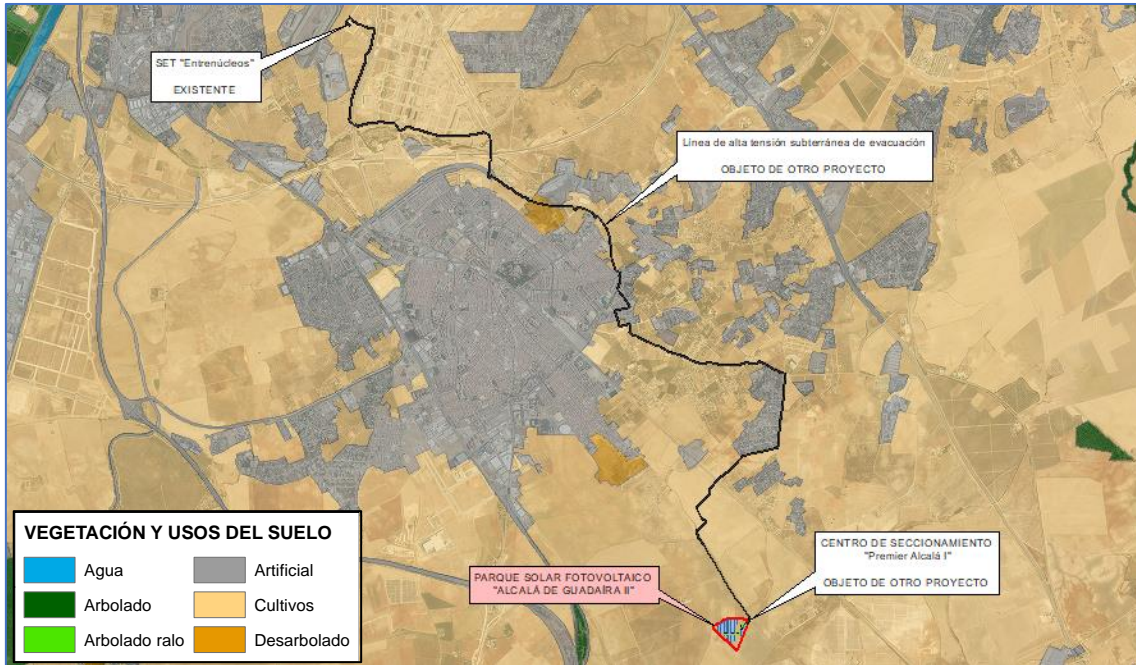 SET "Entrenúcleos"
EXISTENTE
Línea de alta tensión subterránea de evacuación
OBJETO DE OTRO PROYECTO
CENTRO DE SECCIONAMIENTO
"Premier Alcalá I"
OBJETO DE OTRO PROYECTO
PARQUE SOLAR FOTOVOLTAICO
"ALCALÁ DE GUADAÍRA II"
VEGETACIÓN Y USOS DEL SUELO
Agua
Artificial
Arbolado
Cultivos
Arbolado ralo
Desarbolado